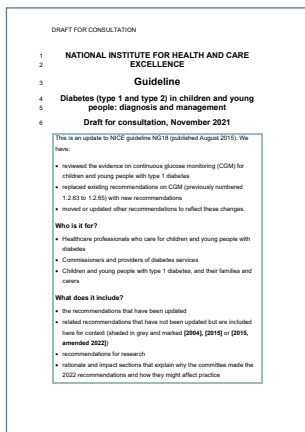 DRAFT FOR CONSULTATION
1 NATIONAL INSTITUTE FOR HEALTH AND CARE
2 EXCELLENCE
3 Guideline
4 Diabetes (type 1 and type 2) in children and young
5 people: diagnosis and management
6 Draft for consultation, November 2021
This is an update to NICE guideline NG18 (published August 2015). We
have:
• reviewed the evidence on continuous glucose monitoring (CGM) for
children and young people with type 1 diabetes
• replaced existing recommendations on CGM (previously numbered
1.2.63 to 1.2.65) with new recommendations
• moved or updated other recommendations to reflect these changes.
Who is it for?
• Healthcare professionals who care for children and young people with
diabetes
• Commissioners and providers of diabetes services
• Children and young people with type 1 diabetes, and their families and
carers
What does it include?
• the recommendations that have been updated
• related recommendations that have not been updated but are included
here for context (shaded in grey and marked [2004], [2015] or [2015,
amended 2022])
• recommendations for research
• rationale and impact sections that explain why the committee made the
2022 recommendations and how they might affect practice